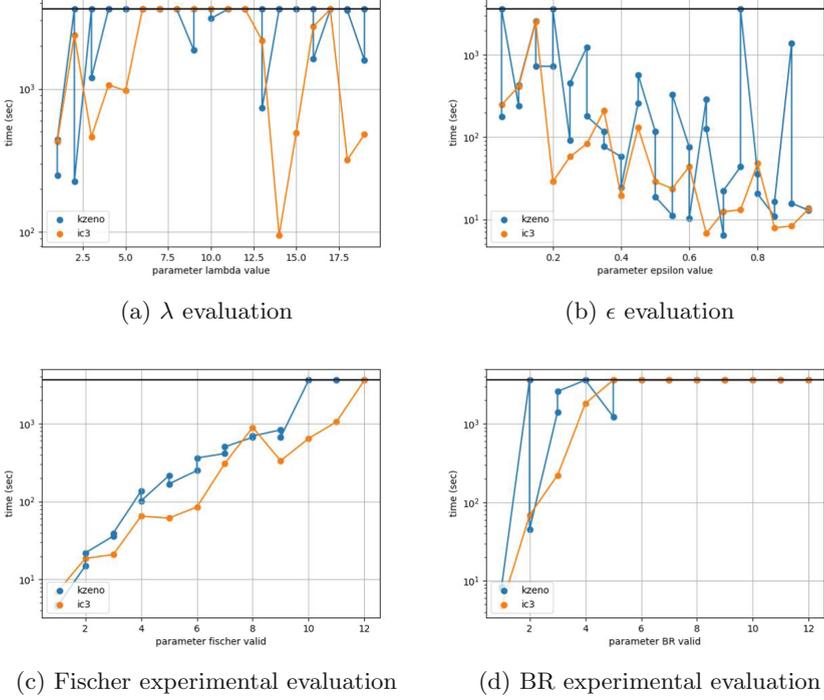 10³
10²
time (sec)
kzeno
ic3
2.5 5.0 7.5 10.0 12.5 15.0 17.5
parameter lambda value
(a) λ evaluation
10³
10²
10¹
time (sec)
kzeno
ic3
0.2 0.4 0.6 0.8
parameter epsilon value
(b) ϵ evaluation
10³
10²
10¹
time (sec)
kzeno
ic3
2 4 6 8 10 12
parameter fischer valid
(c) Fischer experimental evaluation
10³
10²
10¹
time (sec)
kzeno
ic3
2 4 6 8 10 12
parameter BR valid
(d) BR experimental evaluation